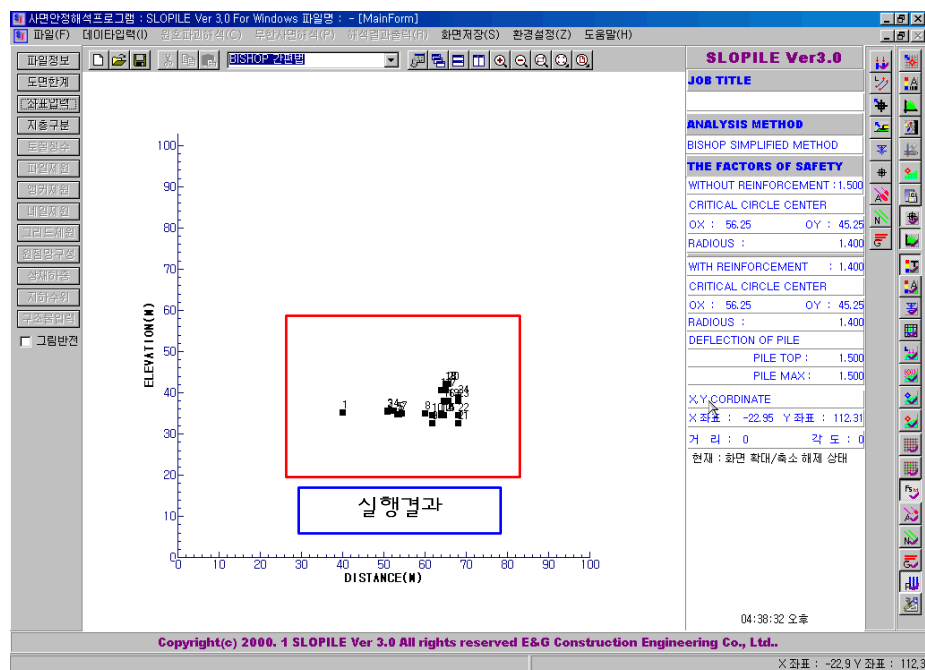 사면안정해석프로그램 : SLOPILE Ver 3,0 For Windows 파일명 : - [MainForm]
파일(F) 데이타입력(I) 원호파괴해석(C) 무한사면해석(P) 해석결과출력(R) 화면저장(S) 환경설정(Z) 도움말(H)
파일정보
도면한계
좌표입력
지층구분
토질정수
파일제원
앵커제원
네일제원
그리드제원
원점망구성
상재하중
지하수위
구조물입력
그림반전
BISHOP 간편법
ELEVATION(M)
100
90
80
70
60
50
40
30
20
10
0
0 10 20 30 40 50 60 70 80 90 100
DISTANCE(M)
1
8
실행결과
SLOPILE Ver3.0
JOB TITLE
ANALYSIS METHOD
BISHOP SIMPLIFIED METHOD
THE FACTORS OF SAFETY
WITHOUT REINFORCEMENT : 1.500
CRITICAL CIRCLE CENTER
OX : 56.25 OY : 45.25
RADIOUS : 1.400
WITH REINFORCEMENT : 1.400
CRITICAL CIRCLE CENTER
OX : 56.25 OY : 45.25
RADIOUS : 1.400
DEFLECTION OF PILE
PILE TOP : 1.500
PILE MAX : 1.500
X,Y CORDINATE
X 좌표 : -22.95 Y 좌표 : 112.31
거 리 : 0 각 도 : 0
현재 : 화면 확대/축소 해제 상태
04:38:32 오후
Copyright(c) 2000. 1 SLOPILE Ver 3.0 All rights reserved E&G Construction Engineering Co., Ltd..
X 좌표 : -22,9 Y 좌표 : 112,3